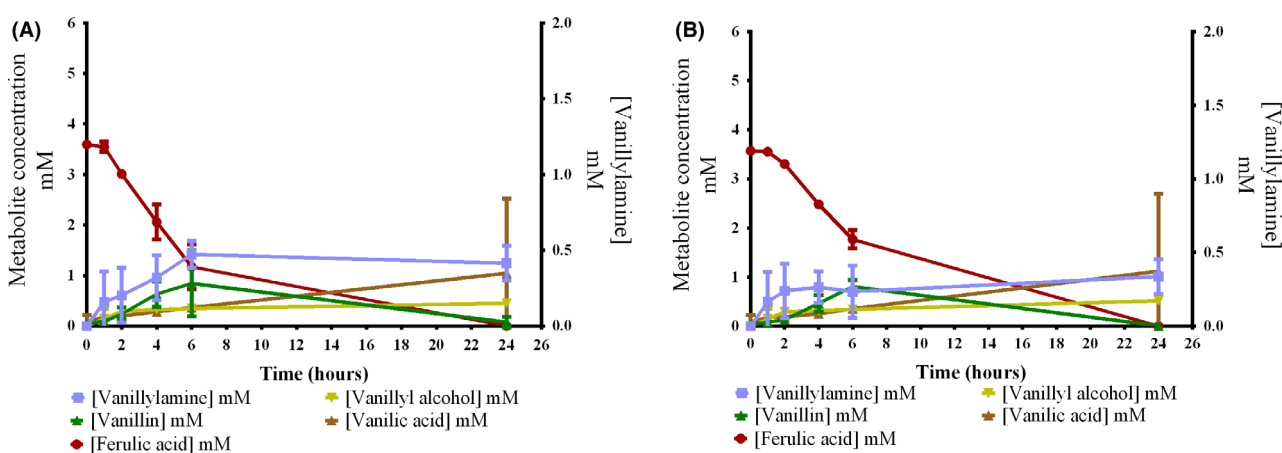 (A)
Metabolite concentration
mM
6
5
4
3
2
1
0
2.0
1.5
1.0
0.5
0.0
[Vanillylamine]
mM
0 2 4 6 8 10 12 14 16 18 20 22 24 26
Time (hours)
[Vanillylamine] mM
[Vanillyl alcohol] mM
[Vanillin] mM
[Vanilic acid] mM
[Ferulic acid] mM
(B)
Metabolite concentration
mM
6
5
4
3
2
1
0
2.0
1.5
1.0
0.5
0.0
[Vanillylamine]
mM
0 2 4 6 8 10 12 14 16 18 20 22 24 26
Time (hours)
[Vanillylamine] mM
[Vanillyl alcohol] mM
[Vanillin] mM
[Vanilic acid] mM
[Ferulic acid] mM